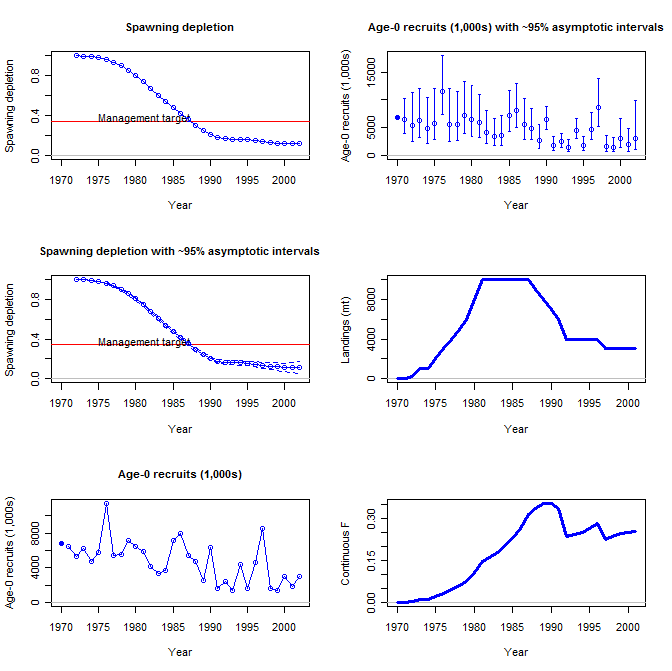 Spawning depletion
Spawning depletion
0.0
0.4
0.8
Management target
1970 1975 1980 1985 1990 1995 2000
Year
Age-0 recruits (1,000s) with ~95% asymptotic intervals
Age-0 recruits (1,000s)
0
5000
15000
1970 1975 1980 1985 1990 1995 2000
Year
Spawning depletion with ~95% asymptotic intervals
Spawning depletion
0.0
0.4
0.8
Management target
1970 1975 1980 1985 1990 1995 2000
Year
Landings (mt)
0
4000
8000
1970 1975 1980 1985 1990 1995 2000
Year
Age-0 recruits (1,000s)
Age-0 recruits (1,000s)
0
4000
8000
1970 1975 1980 1985 1990 1995 2000
Year
Continuous F
0.00
0.15
0.30
1970 1975 1980 1985 1990 1995 2000
Year